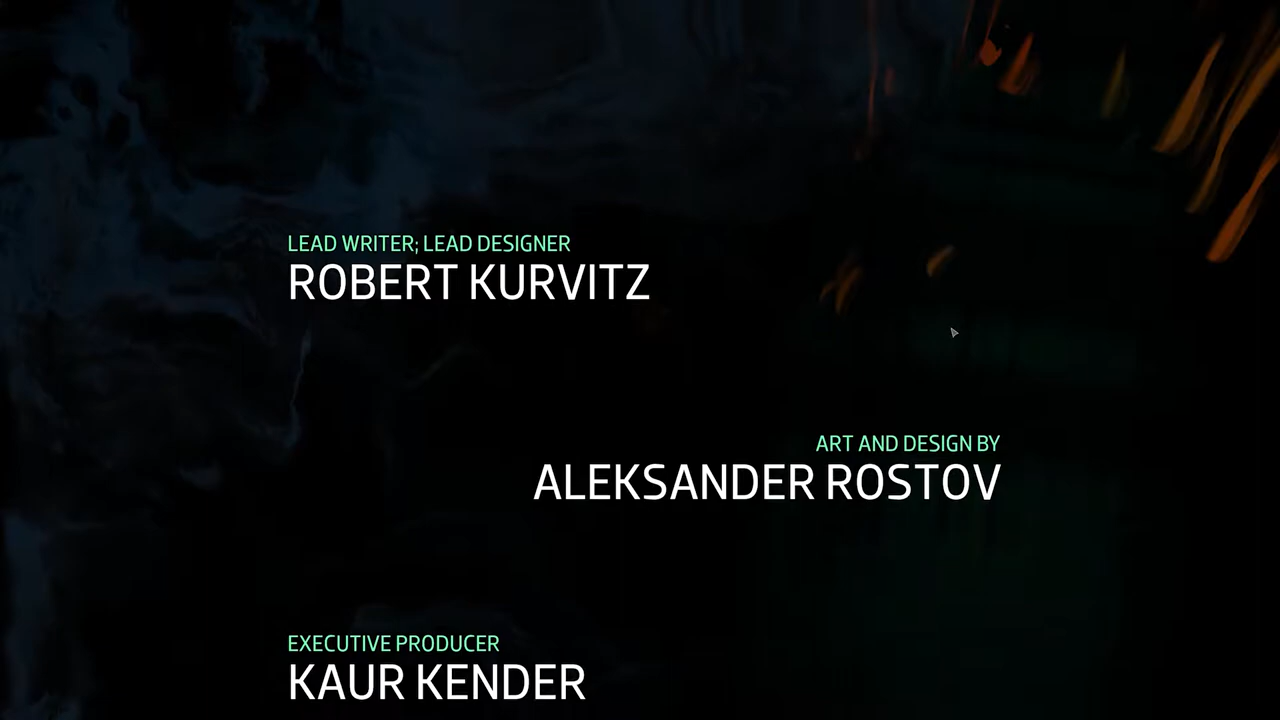 LEAD WRITER; LEAD DESIGNER
ROBERT KURVITZ
ART AND DESIGN BY
ALEKSANDER ROSTOV
EXECUTIVE PRODUCER
KAUR KENDER